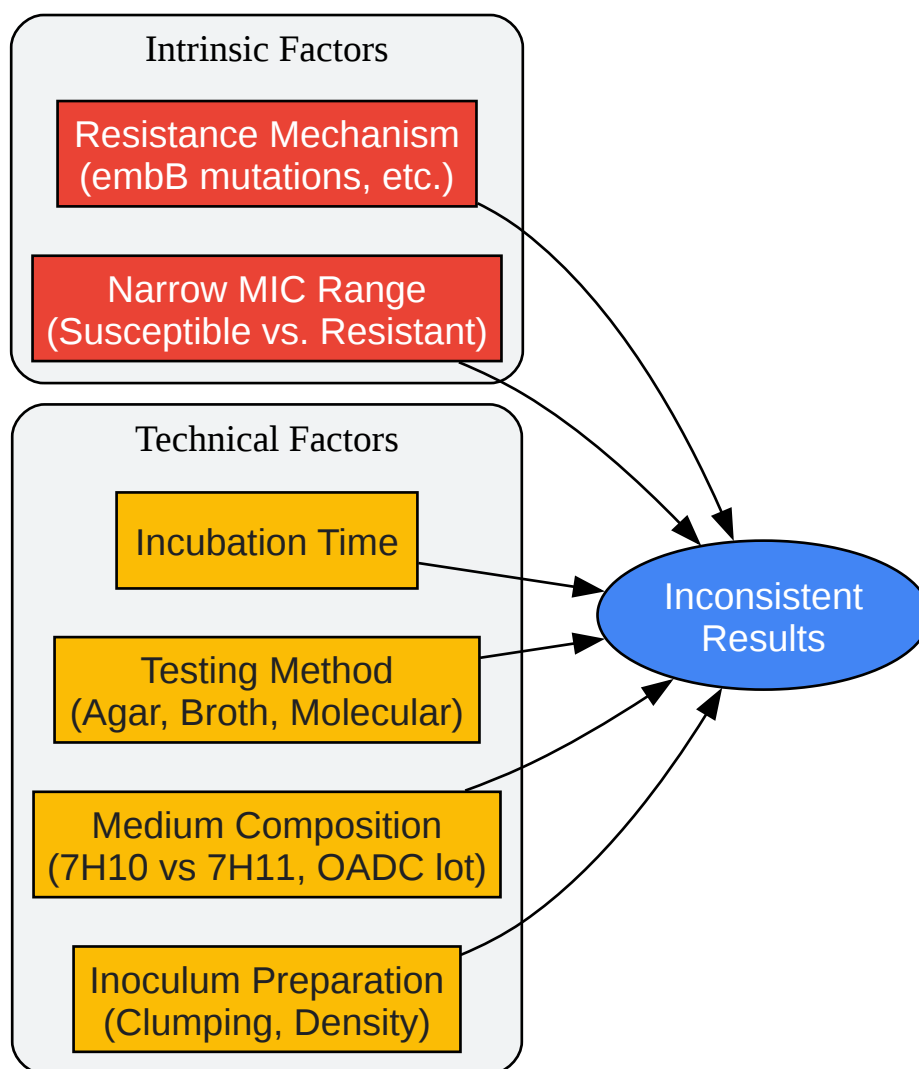 Intrinsic Factors
Resistance Mechanism
(embB mutations, etc.)
Narrow MIC Range
(Susceptible vs. Resistant)
Technical Factors
Incubation Time
Testing Method
(Agar, Broth, Molecular)
Medium Composition
(7H10 vs 7H11, OADC lot)
Inoculum Preparation
(Clumping, Density)
Inconsistent
Results